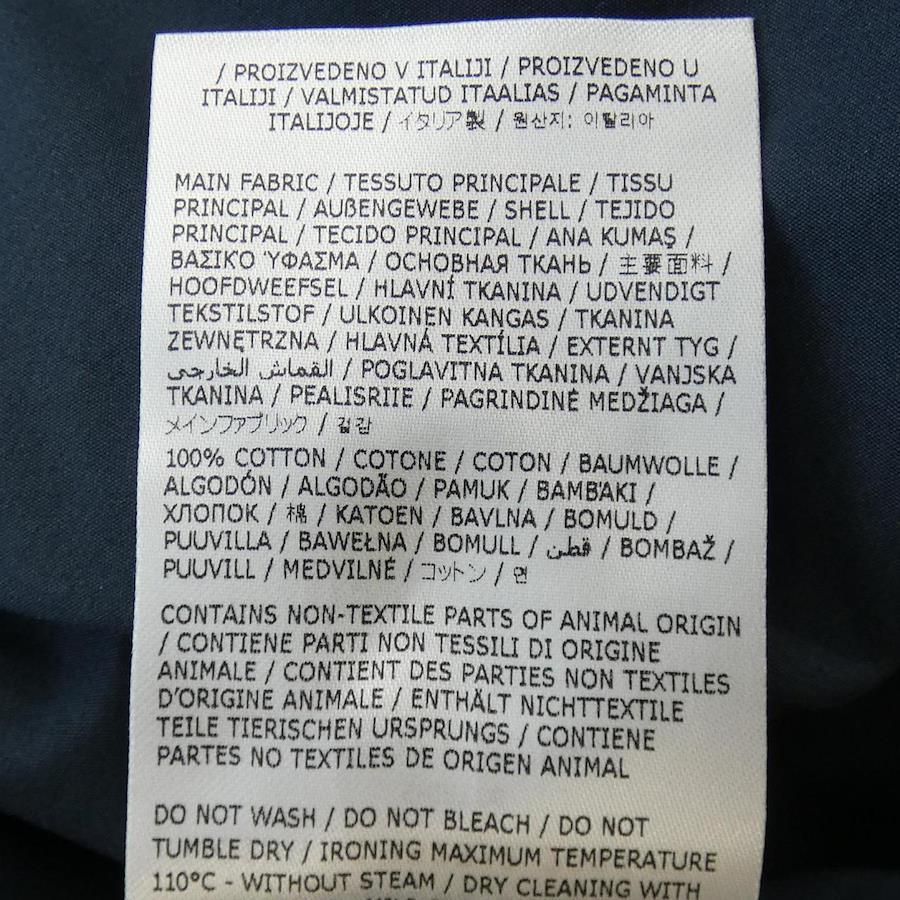 / PROIZVEDENO V ITALIJI / PROIZVEDENO U
ITALIJI / VALMISTATUD ITAALIAS / PAGAMINTA
ITALIJOJE / イタリア製 / 원산지: 이탈리아
MAIN FABRIC / TESSUTO PRINCIPALE / TISSU
PRINCIPAL / AUßENGEWEBE / SHELL / TEJIDO
PRINCIPAL / TECIDO PRINCIPAL / ANA KUMAŞ /
ΒΑΣΙΚΌ ΎΦΑΣΜΑ / ОСНОВНАЯ ТКАНЬ / 主要面料 /
HOOFDWEEFSEL / HLAVNÍ TKANINA / UDVENDIGT
TEKSTILSTOF / ULKOINEN KANGAS / TKANINA
ZEWNĘTRZNA / HLAVNÁ TEXTÍLIA / EXTERNT TYG /
القماش الخارجى / POGLAVITNA TKANINA / VANJSKA
TKANINA / PEALISRIIE / PAGRINDINĖ MEDŽIAGA /
メインファブリック / 겉감
100% COTTON / COTONE / COTON / BAUMWOLLE /
ALGODÓN / ALGODÃO / PAMUK / ΒΑΜΒΆΚΙ /
ХЛОПОК / 棉 / KATOEN / BAVLNA / BOMULD /
PUUVILLA / BAWEŁNA / BOMULL / قطن / BOMBAŽ /
PUUVILL / MEDVILNĖ / コットン / 면
CONTAINS NON-TEXTILE PARTS OF ANIMAL ORIGIN
/ CONTIENE PARTI NON TESSILI DI ORIGINE
ANIMALE / CONTIENT DES PARTIES NON TEXTILES
D'ORIGINE ANIMALE / ENTHÄLT NICHTTEXTILE
TEILE TIERISCHEN URSPRUNGS / CONTIENE
PARTES NO TEXTILES DE ORIGEN ANIMAL
DO NOT WASH / DO NOT BLEACH / DO NOT
TUMBLE DRY / IRONING MAXIMUM TEMPERATURE
110°C - WITHOUT STEAM / DRY CLEANING WITH